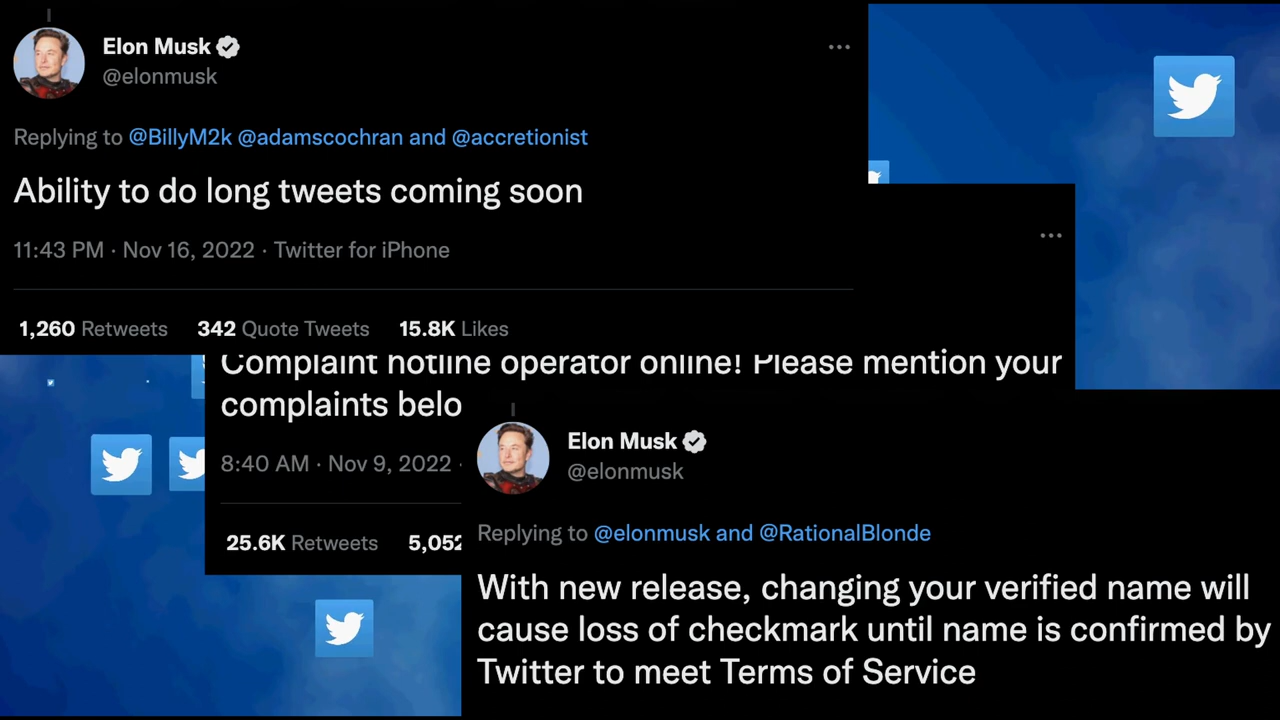 Elon Musk
@elonmusk
Replying to @BillyM2k @adamscochran and @accretionist
Ability to do long tweets coming soon
11:43 PM · Nov 16, 2022 · Twitter for iPhone
1,260 Retweets 342 Quote Tweets 15.8K Likes
Complaint hotline operator online! Please mention your
complaints belo
8:40 AM · Nov 9, 2022 ·
25.6K Retweets 5,052
Elon Musk
@elonmusk
Replying to @elonmusk and @RationalBlonde
With new release, changing your verified name will
cause loss of checkmark until name is confirmed by
Twitter to meet Terms of Service